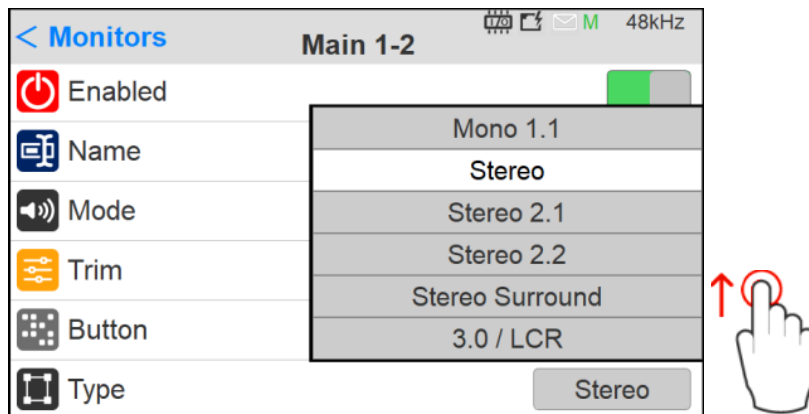 < Monitors
Main 1-2
I/O
M
48kHz
Enabled
Name
Mode
Trim
Button
Type
Mono 1.1
Stereo
Stereo 2.1
Stereo 2.2
Stereo Surround
3.0 / LCR
Stereo